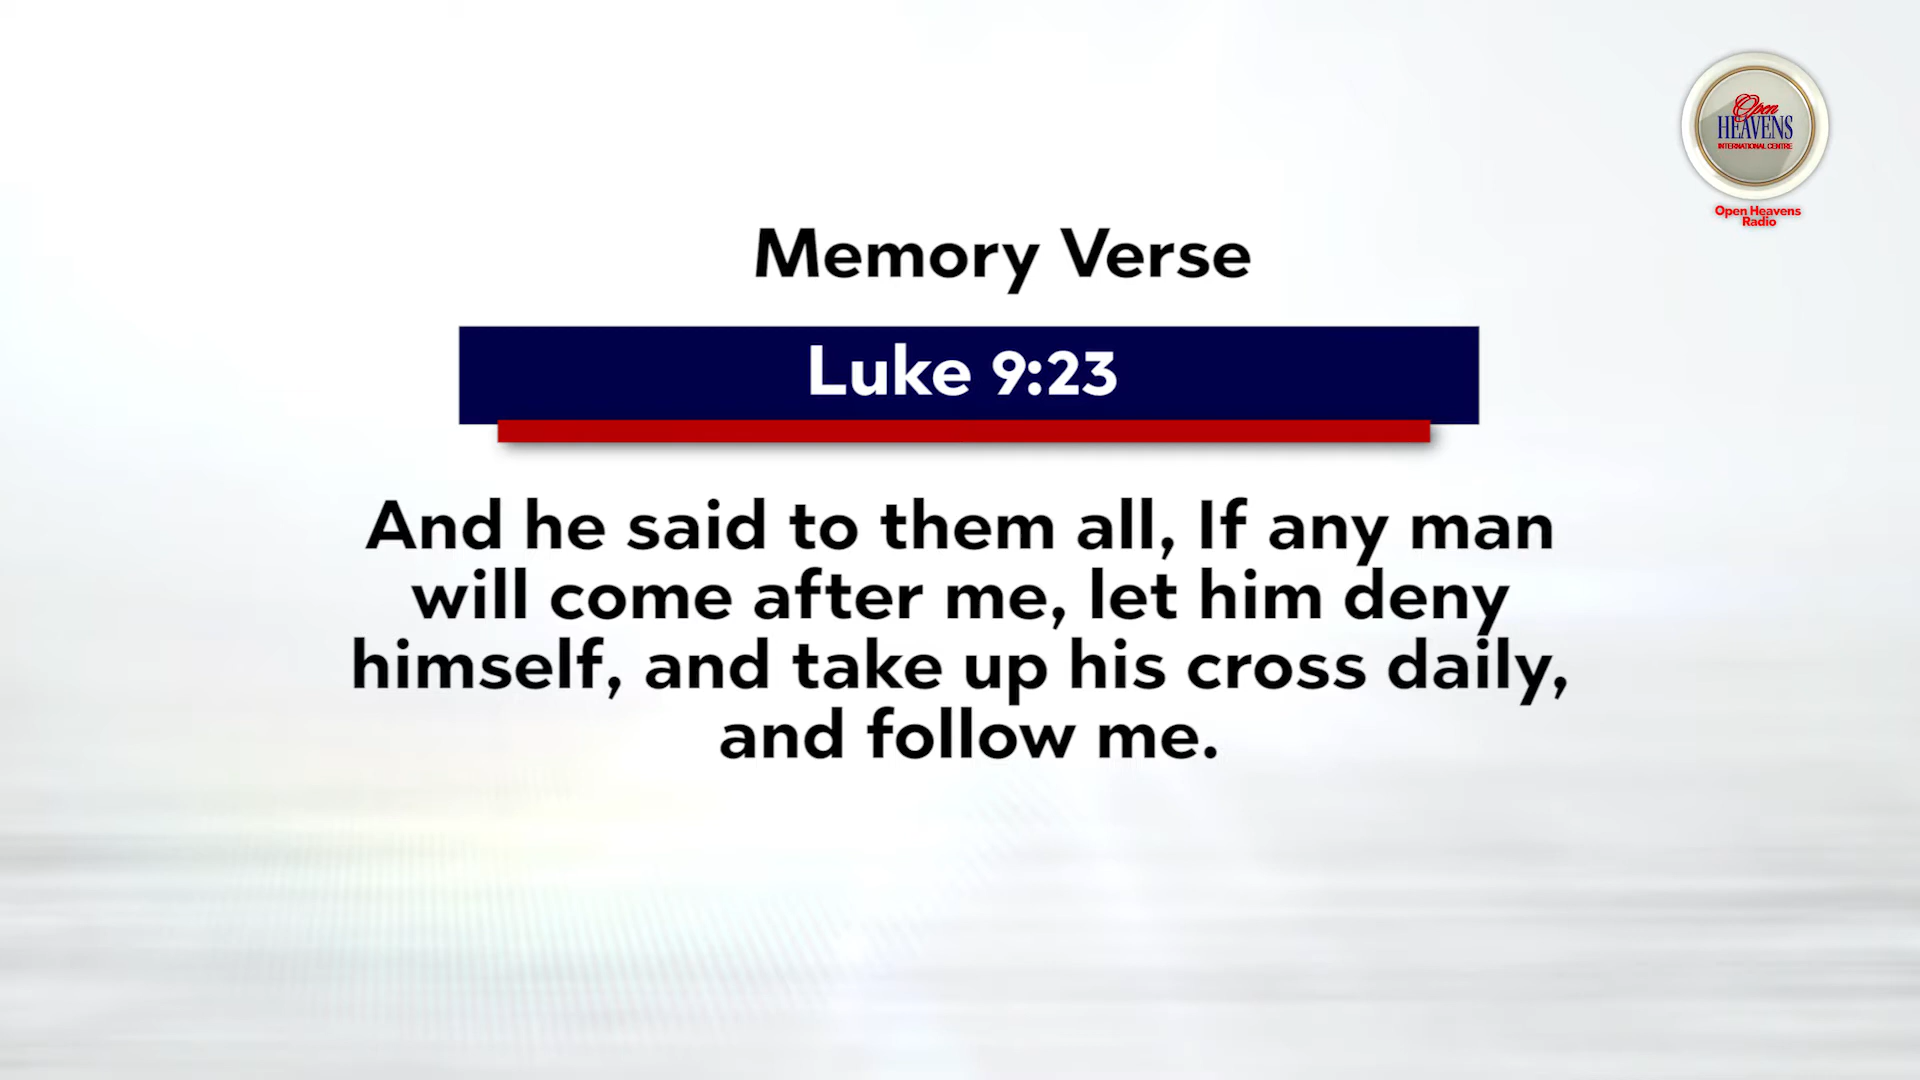 Open
HEAVENS
INTERNATIONAL CENTRE
Open Heavens
Radio
Memory Verse
Luke 9:23
And he said to them all, If any man
will come after me, let him deny
himself, and take up his cross daily,
and follow me.